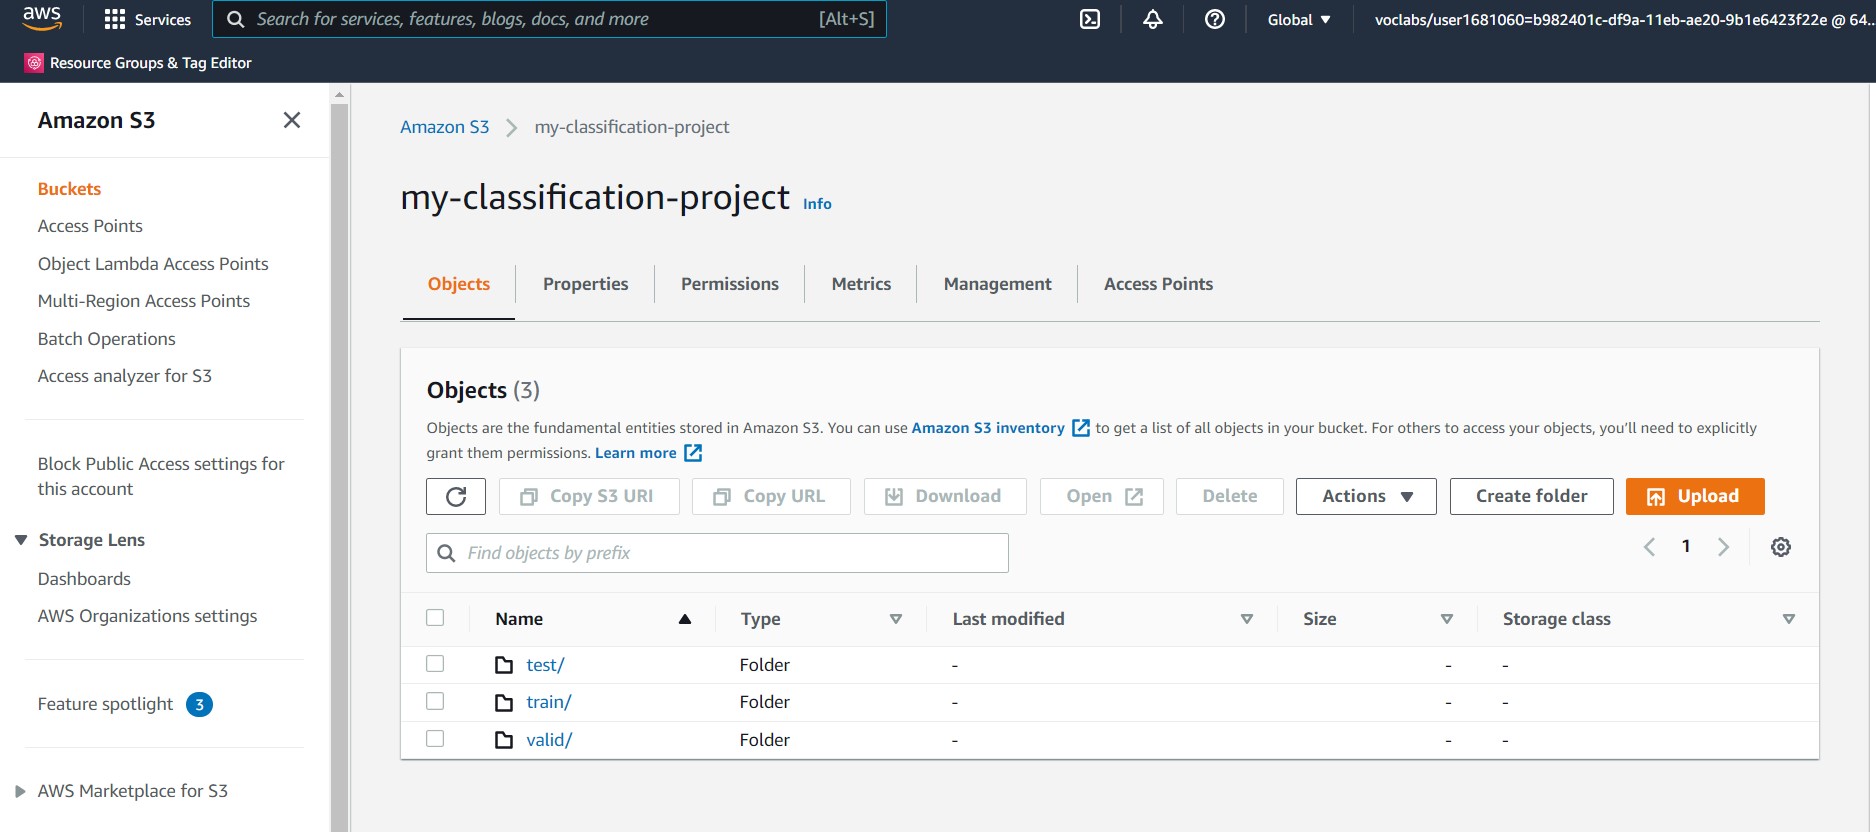 aws
Services
Search for services, features, blogs, docs, and more
[Alt+S]
Global
voclabs/user1681060=b982401c-df9a-11eb-ae20-9b1e6423f22e @ 64...
Resource Groups & Tag Editor
Amazon S3
Buckets
Access Points
Object Lambda Access Points
Multi-Region Access Points
Batch Operations
Access analyzer for S3
Block Public Access settings for
this account
Storage Lens
Dashboards
AWS Organizations settings
Feature spotlight 3
AWS Marketplace for S3
Amazon S3 > my-classification-project
my-classification-project Info
Objects Properties Permissions Metrics Management Access Points
Objects (3)
Objects are the fundamental entities stored in Amazon S3. You can use Amazon S3 inventory to get a list of all objects in your bucket. For others to access your objects, you'll need to explicitly
grant them permissions. Learn more
Copy S3 URI Copy URL Download Open Delete Actions Create folder Upload
Find objects by prefix
1
Name Type Last modified Size Storage class
test/ Folder - - -
train/ Folder - - -
valid/ Folder - - -